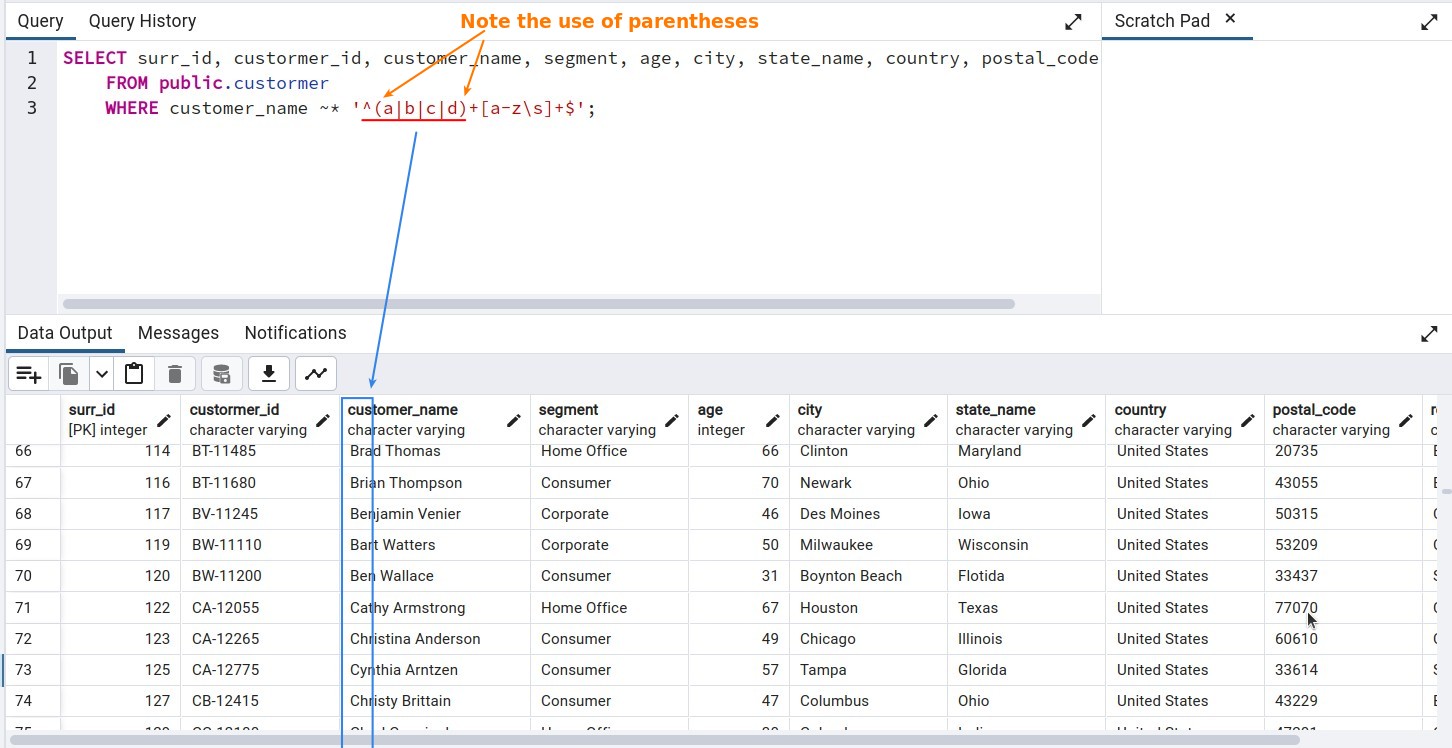 Query Query History Note the use of parentheses Scratch Pad ×
1 SELECT surr_id, custormer_id, customer_name, segment, age, city, state_name, country, postal_code
2 FROM public.custormer
3 WHERE customer_name ~* '^(a|b|c|d)+[a-z\s]+$';
Data Output Messages Notifications
surr_id custormer_id customer_name segment age city state_name country postal_code
[PK] integer character varying character varying character varying integer character varying character varying character varying character varying
66 114 BT-11485 Brad Thomas Home Office 66 Clinton Maryland United States 20735
67 116 BT-11680 Brian Thompson Consumer 70 Newark Ohio United States 43055
68 117 BV-11245 Benjamin Venier Corporate 46 Des Moines Iowa United States 50315
69 119 BW-11110 Bart Watters Corporate 50 Milwaukee Wisconsin United States 53209
70 120 BW-11200 Ben Wallace Consumer 31 Boynton Beach Flotida United States 33437
71 122 CA-12055 Cathy Armstrong Home Office 67 Houston Texas United States 77070
72 123 CA-12265 Christina Anderson Consumer 49 Chicago Illinois United States 60610
73 125 CA-12775 Cynthia Arntzen Consumer 57 Tampa Glorida United States 33614
74 127 CB-12415 Christy Brittain Consumer 47 Columbus Ohio United States 43229